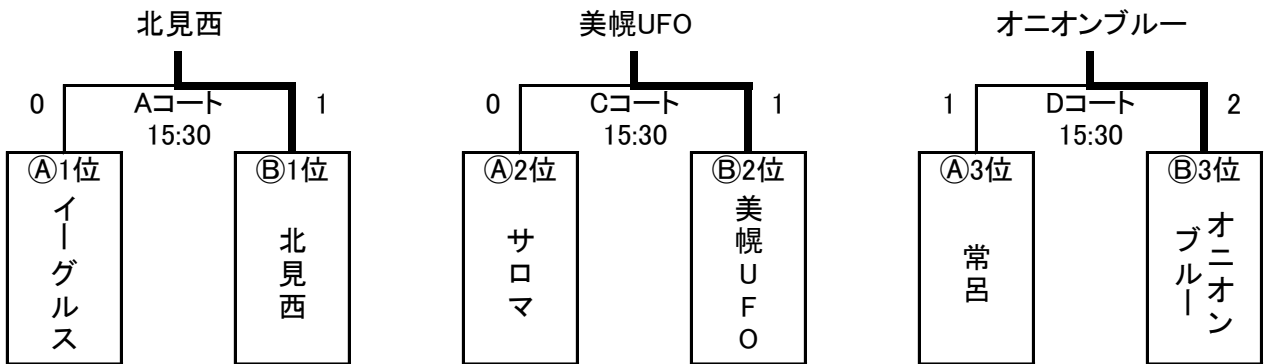 北見西
0 Aコート 1
15:30
Ⓐ1位
イーグルス
Ⓑ1位
北見西
美幌UFO
0 Cコート 1
15:30
Ⓐ2位
サロマ
Ⓑ2位
美幌UFO
オニオンブルー
1 Dコート 2
15:30
Ⓐ3位
常呂
Ⓑ3位
オニオン
ブルー